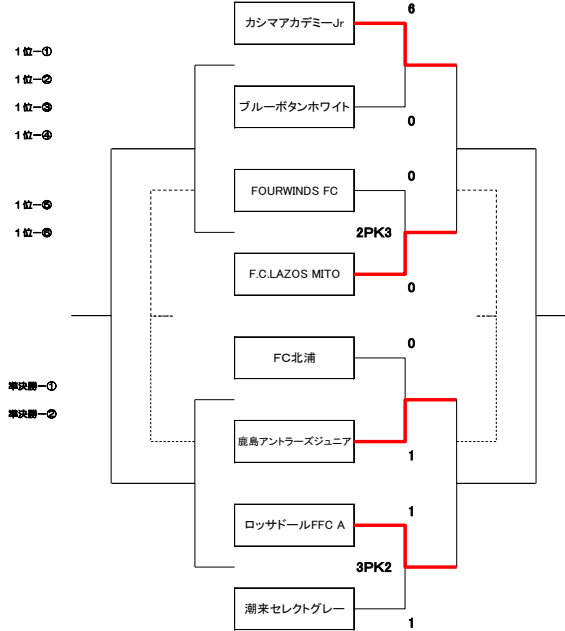 6
カシマアカデミーJr
1位ー①
1位ー②
1位ー③
ブルーボタンホワイト
0
1位ー④
0
FOURWINDS FC
1位ー⑤
1位ー⑥
2PK3
F.C.LAZOS MITO
0
0
FC北浦
準決勝ー①
準決勝ー②
鹿島アントラーズジュニア
1
1
ロッサドールFFC A
3PK2
潮来セレクトグレー
1